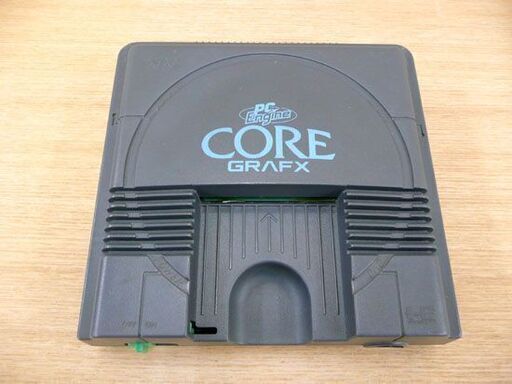 PC
Engine
CORE
GRAFX